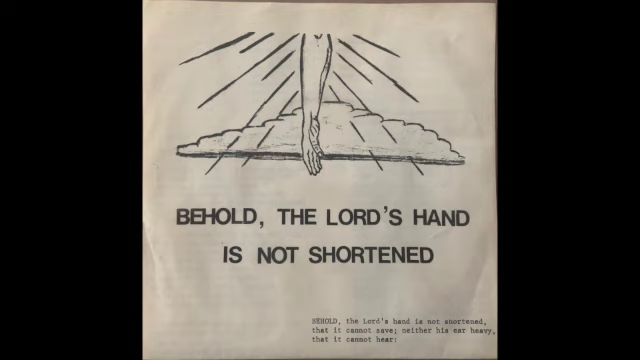 BEHOLD, THE LORD'S HAND
IS NOT SHORTENED
BEHOLD, the Lord's hand is not shortened,
that it cannot save; neither his ear heavy,
that it cannot hear: